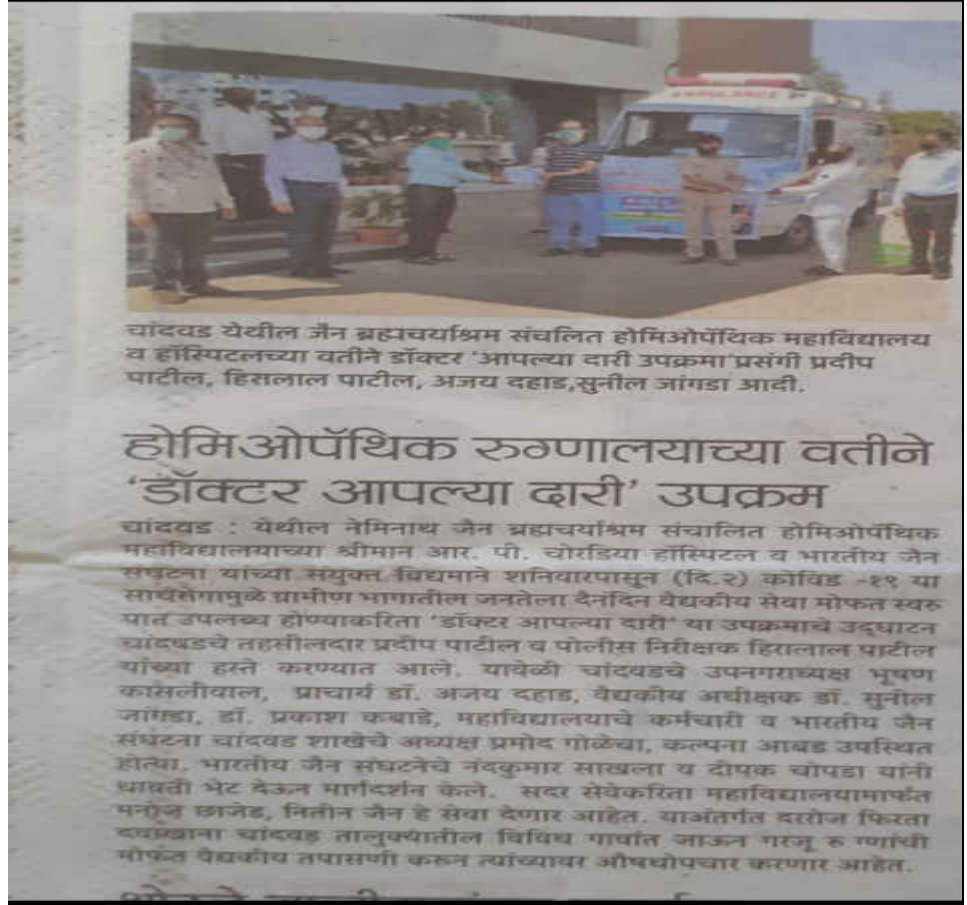 AMBULANCE
चांदवड येथील जैन ब्रह्मचर्याश्रम संचलित होमिओपॅथिक महाविद्यालय
व हॉस्पिटलच्या वतीने डॉक्टर 'आपल्या दारी उपक्रमा'प्रसंगी प्रदीप
पाटील, हिरालाल पाटील, अजय दहाड,सुनील जांगडा आदी.
होमिओपॅथिक रुग्णालयाच्या वतीने
'डॉक्टर आपल्या दारी' उपक्रम
चांदवड : येथील नेमिनाथ जैन ब्रह्मचर्याश्रम संचालित होमिओपॅथिक
महाविद्यालयाच्या श्रीमान आर. पी. चोरडिया हॉस्पिटल व भारतीय जैन
संघटना यांच्या संयुक्त विद्यमाने शनिवारपासून (दि.२) कोविड -१९ या
साथरोगामुळे ग्रामीण भागातील जनतेला दैनंदिन वैद्यकीय सेवा मोफत स्वरु
पात उपलब्ध होण्याकरिता 'डॉक्टर आपल्या दारी' या उपक्रमाचे उद्घाटन
चांदवडचे तहसीलदार प्रदीप पाटील व पोलीस निरीक्षक हिरालाल पाटील
यांच्या हस्ते करण्यात आले. यावेळी चांदवडचे उपनगराध्यक्ष भूषण
कासलीवाल, प्राचार्य डॉ. अजय दहाड, वैद्यकीय अधीक्षक डॉ. सुनील
जांगडा, डॉ. प्रकाश कबाडे, महाविद्यालयाचे कर्मचारी व भारतीय जैन
संघटना चांदवड शाखेचे अध्यक्ष प्रमोद गोळेचा, कल्पना आबड उपस्थित
होत्या. भारतीय जैन संघटनेचे नंदकुमार साखला व दीपक चोपडा यांनी
धावती भेट देऊन मार्गदर्शन केले. सदर सेवेकरिता महाविद्यालयामार्फत
मनोज छाजेड, नितीन जैन हे सेवा देणार आहेत. याअंतर्गत दररोज फिरता
दवाखाना चांदवड तालुक्यातील विविध गावांत जाऊन गरजू रु ग्णांची
मोफत वैद्यकीय तपासणी करुन त्यांच्यावर औषधोपचार करणार आहेत.